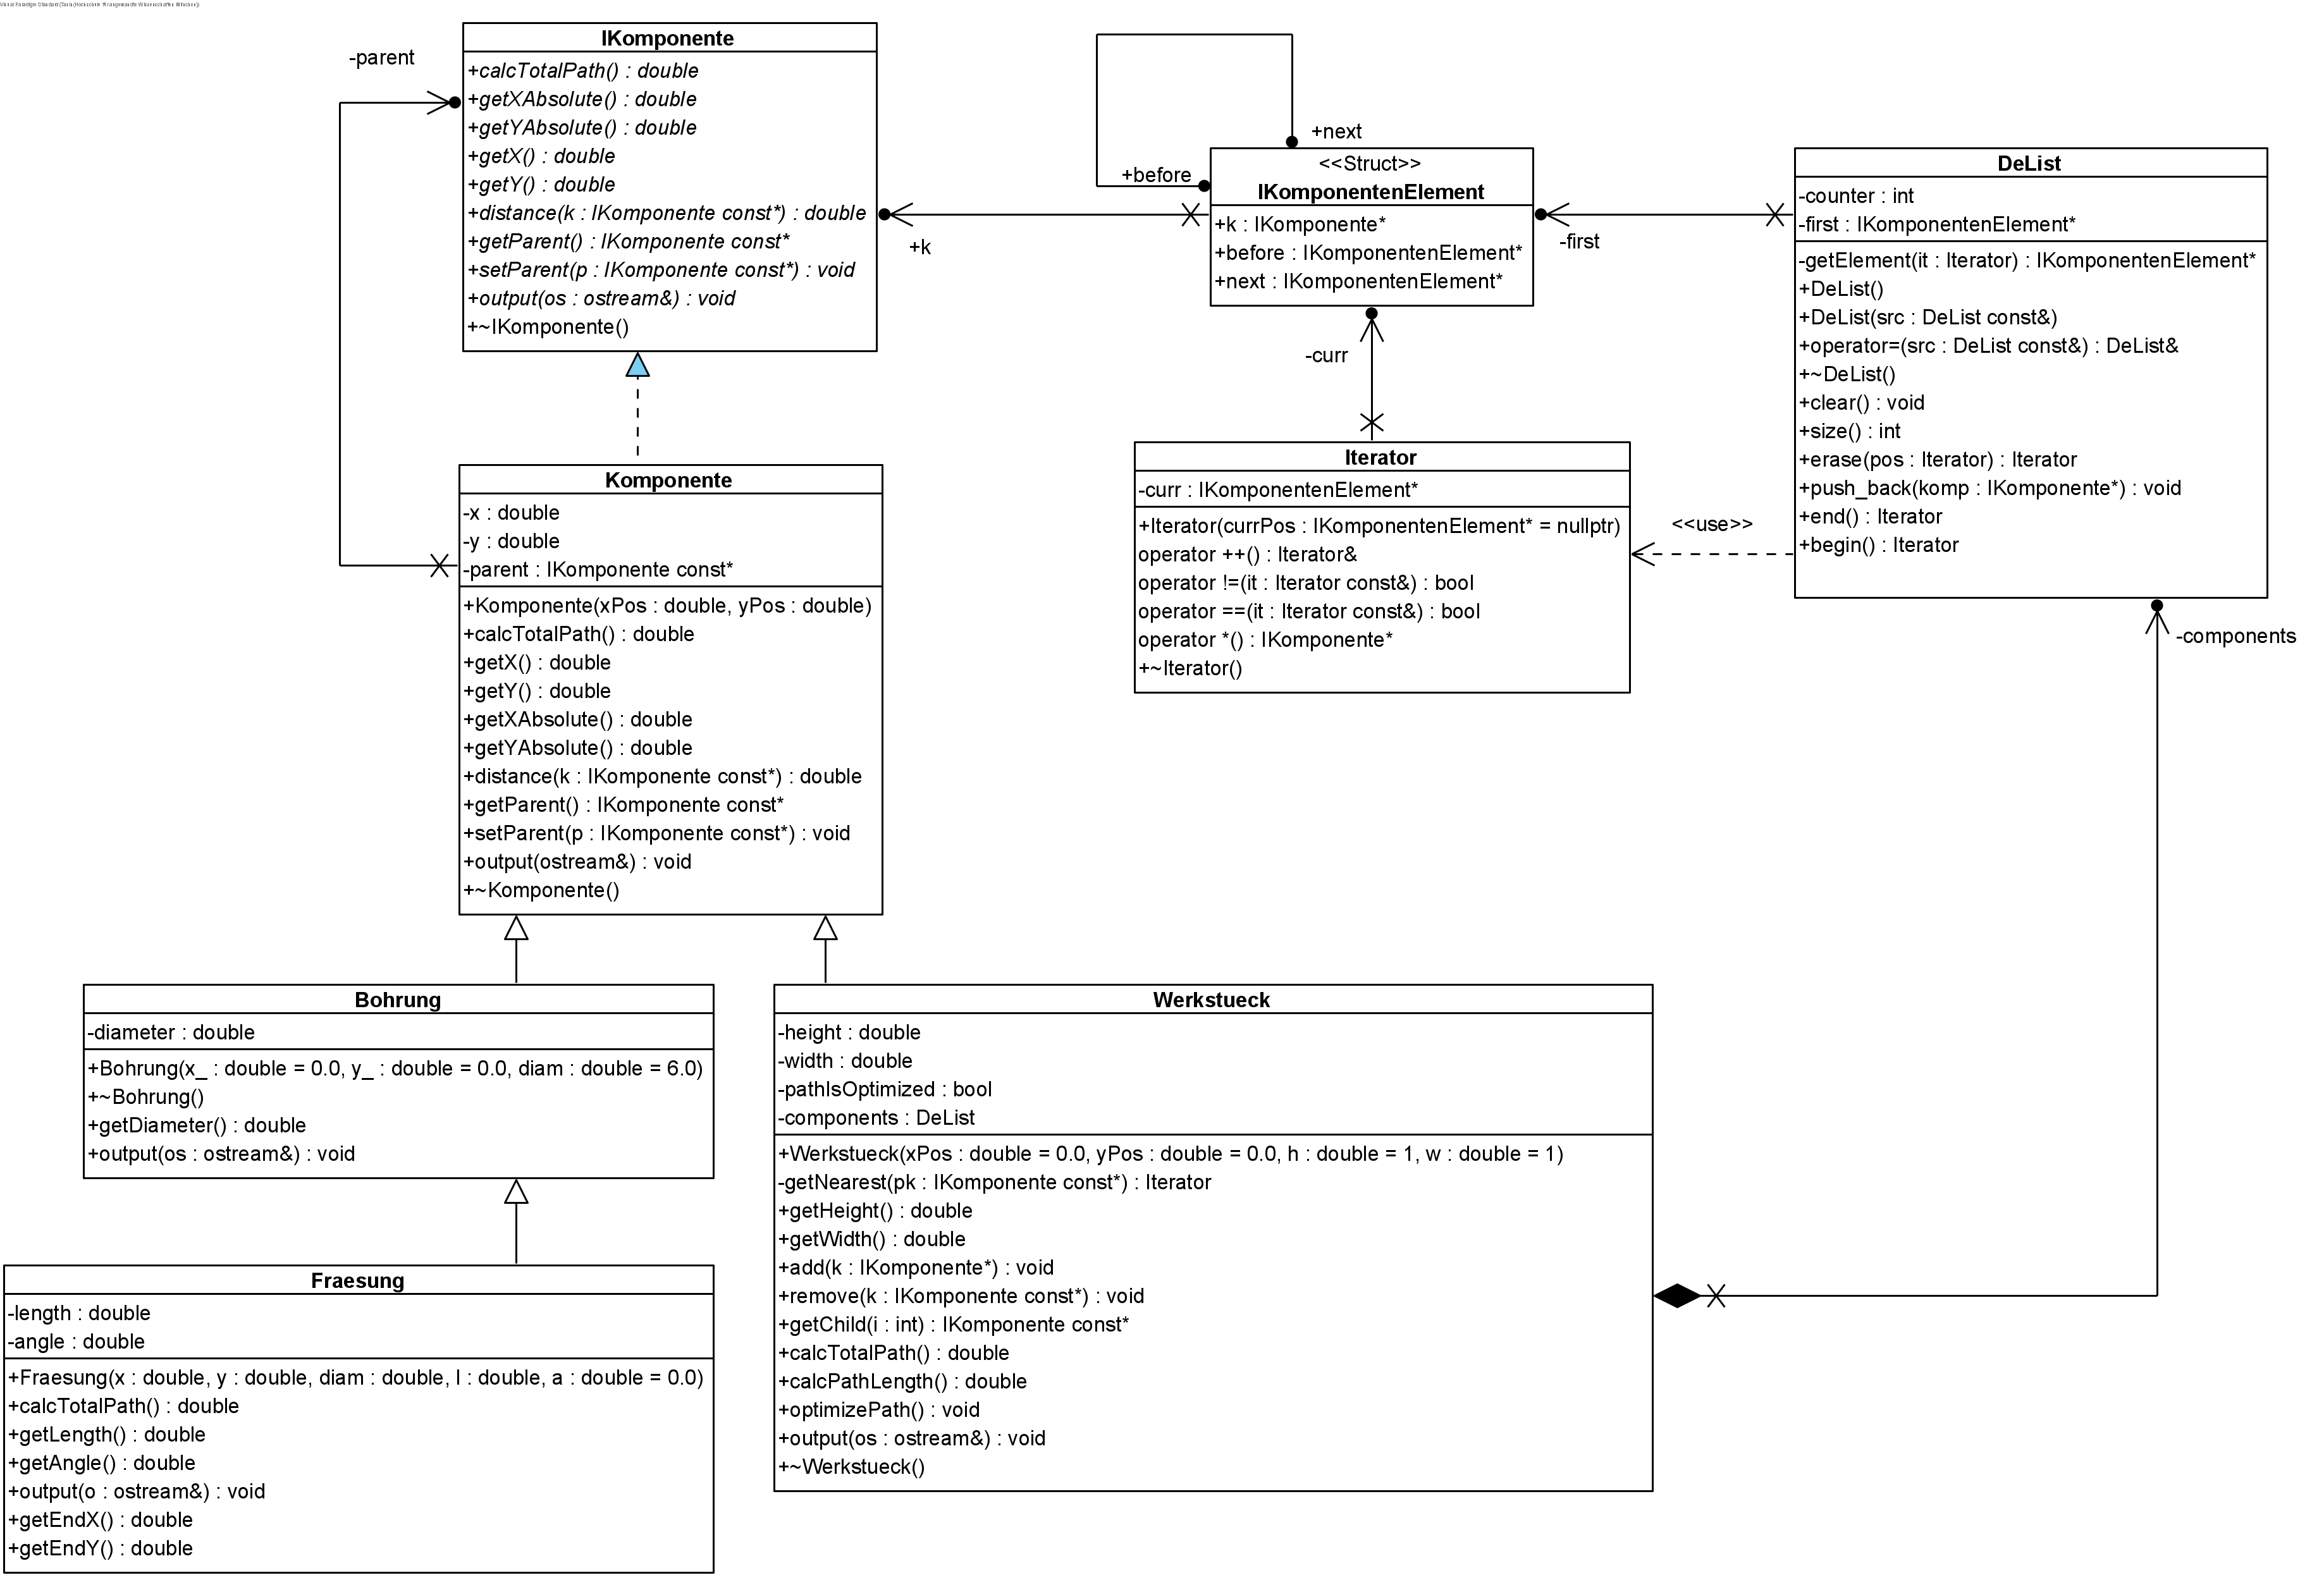 -parent
IKomponente
+calcTotalPath() : double
+getXAbsolute() : double
+getYAbsolute() : double
+getX() : double
+getY() : double
+distance(k : IKomponente const*) : double
+getParent() : IKomponente const*
+setParent(p : IKomponente const*) : void
+output(os : ostream&) : void
+~IKomponente()
+k
+next
+before
<<Struct>>
IKomponentenElement
+k : IKomponente*
+before : IKomponentenElement*
+next : IKomponentenElement*
-first
DeList
-counter : int
-first : IKomponentenElement*
-getElement(it : Iterator) : IKomponentenElement*
+DeList()
+DeList(src : DeList const&)
+operator=(src : DeList const&) : DeList&
+~DeList()
+clear() : void
+size() : int
+erase(pos : Iterator) : Iterator
+push_back(komp : IKomponente*) : void
+end() : Iterator
+begin() : Iterator
-curr
Iterator
-curr : IKomponentenElement*
+Iterator(currPos : IKomponentenElement* = nullptr)
operator ++() : Iterator&
operator !=(it : Iterator const&) : bool
operator ==(it : Iterator const&) : bool
operator *() : IKomponente*
+~Iterator()
<<use>>
-components
Komponente
-x : double
-y : double
-parent : IKomponente const*
+Komponente(xPos : double, yPos : double)
+calcTotalPath() : double
+getX() : double
+getY() : double
+getXAbsolute() : double
+getYAbsolute() : double
+distance(k : IKomponente const*) : double
+getParent() : IKomponente const*
+setParent(p : IKomponente const*) : void
+output(ostream&) : void
+~Komponente()
Bohrung
-diameter : double
+Bohrung(x_ : double = 0.0, y_ : double = 0.0, diam : double = 6.0)
+~Bohrung()
+getDiameter() : double
+output(os : ostream&) : void
Werkstueck
-height : double
-width : double
-pathIsOptimized : bool
-components : DeList
+Werkstueck(xPos : double = 0.0, yPos : double = 0.0, h : double = 1, w : double = 1)
-getNearest(pk : IKomponente const*) : Iterator
+getHeight() : double
+getWidth() : double
+add(k : IKomponente*) : void
+remove(k : IKomponente const*) : void
+getChild(i : int) : IKomponente const*
+calcTotalPath() : double
+calcPathLength() : double
+optimizePath() : void
+output(os : ostream&) : void
+~Werkstueck()
Fraesung
-length : double
-angle : double
+Fraesung(x : double, y : double, diam : double, l : double, a : double = 0.0)
+calcTotalPath() : double
+getLength() : double
+getAngle() : double
+output(o : ostream&) : void
+getEndX() : double
+getEndY() : double